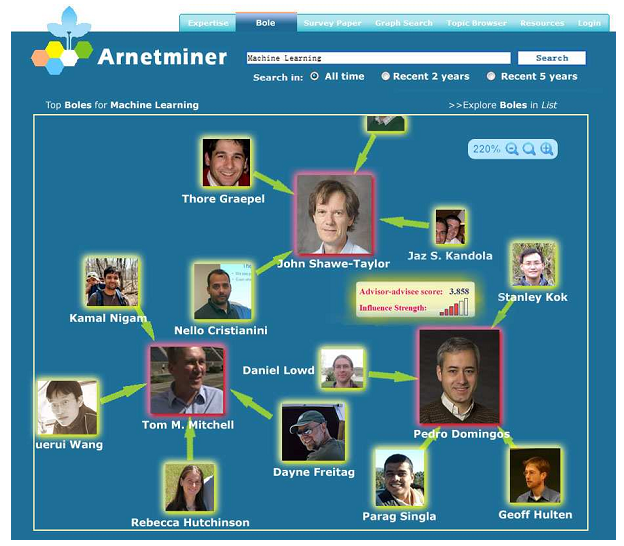 Expertise Bole Survey Paper Graph Search Topic Browser Resources Login
Arnetminer
Machine Learning Search
Search in: All time Recent 2 years Recent 5 years
Top Boles for Machine Learning >>Explore Boles in List
220%
Thore Graepel
Jaz S. Kandola
John Shawe-Taylor
Advisor-advisee score: 3,858
Influence Strength:
Stanley Kok
Kamal Nigam
Nello Cristianini
Daniel Lowd
Tom M. Mitchell
Pedro Domingos
uerui Wang
Dayne Freitag
Rebecca Hutchinson
Parag Singla
Geoff Hulten